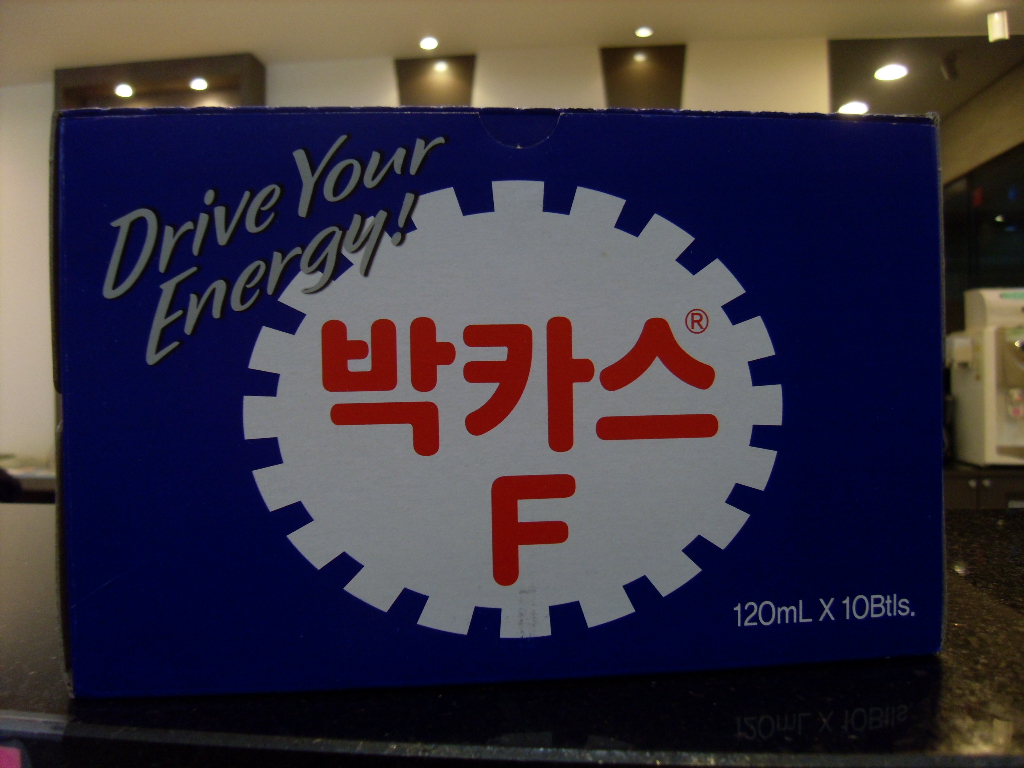 Drive Your
Energy!
박카스®
F
120mL X 10Btls.